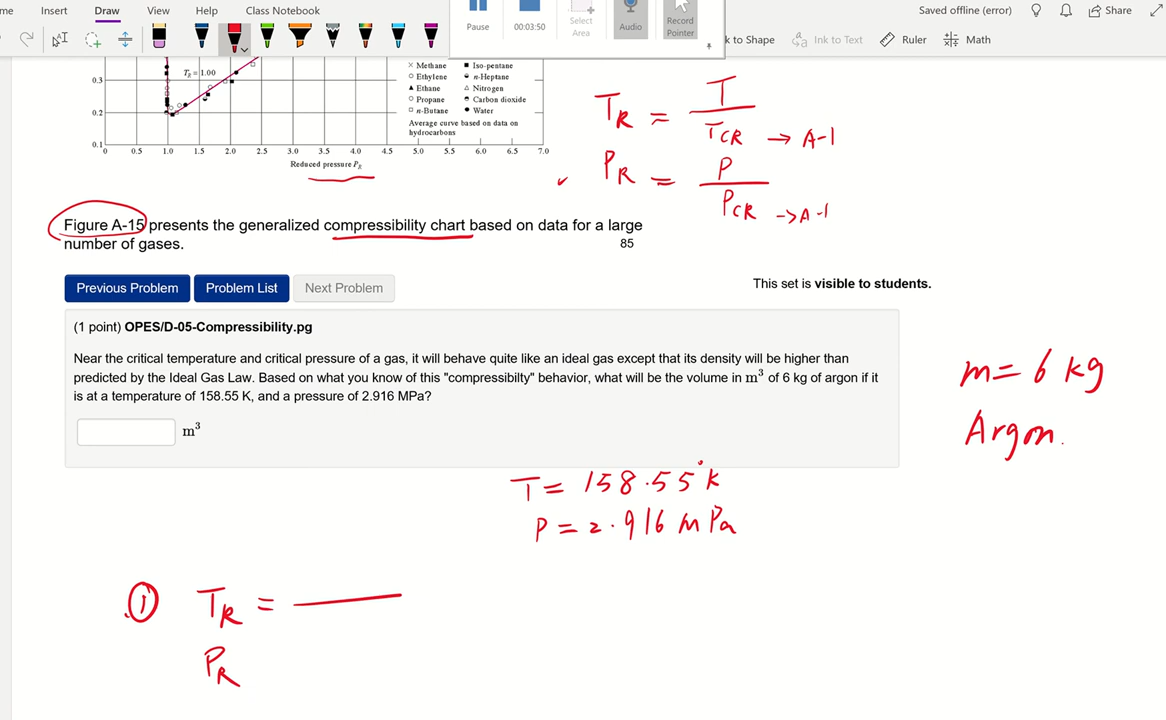 me Insert Draw View Help Class Notebook
Saved offline (error) Share
Pause 00:03:50 Select Area Audio Record Pointer
k to Shape Ink to Text Ruler Math
0.3
0.2
0.1
T_R = 1.00
0 0.5 1.0 1.5 2.0 2.5 3.0 3.5 4.0 4.5 5.0 5.5 6.0 6.5 7.0
Reduced pressure P_R
× Methane ■ Iso-pentane
○ Ethylene n-Heptane
▲ Ethane △ Nitrogen
○ Propane Carbon dioxide
□ n-Butane ● Water
Average curve based on data on
hydrocarbons
T_R = T / T_CR → A-1
P_R = P / P_CR → A-1
Figure A-15 presents the generalized compressibility chart based on data for a large
number of gases.
85
Previous Problem Problem List Next Problem
This set is visible to students.
(1 point) OPES/D-05-Compressibility.pg
Near the critical temperature and critical pressure of a gas, it will behave quite like an ideal gas except that its density will be higher than
predicted by the Ideal Gas Law. Based on what you know of this "compressibilty" behavior, what will be the volume in m³ of 6 kg of argon if it
is at a temperature of 158.55 K, and a pressure of 2.916 MPa?
m³
m = 6 kg
Argon.
T = 158.55°K
P = 2.916 mPa
① T_R =
P_R